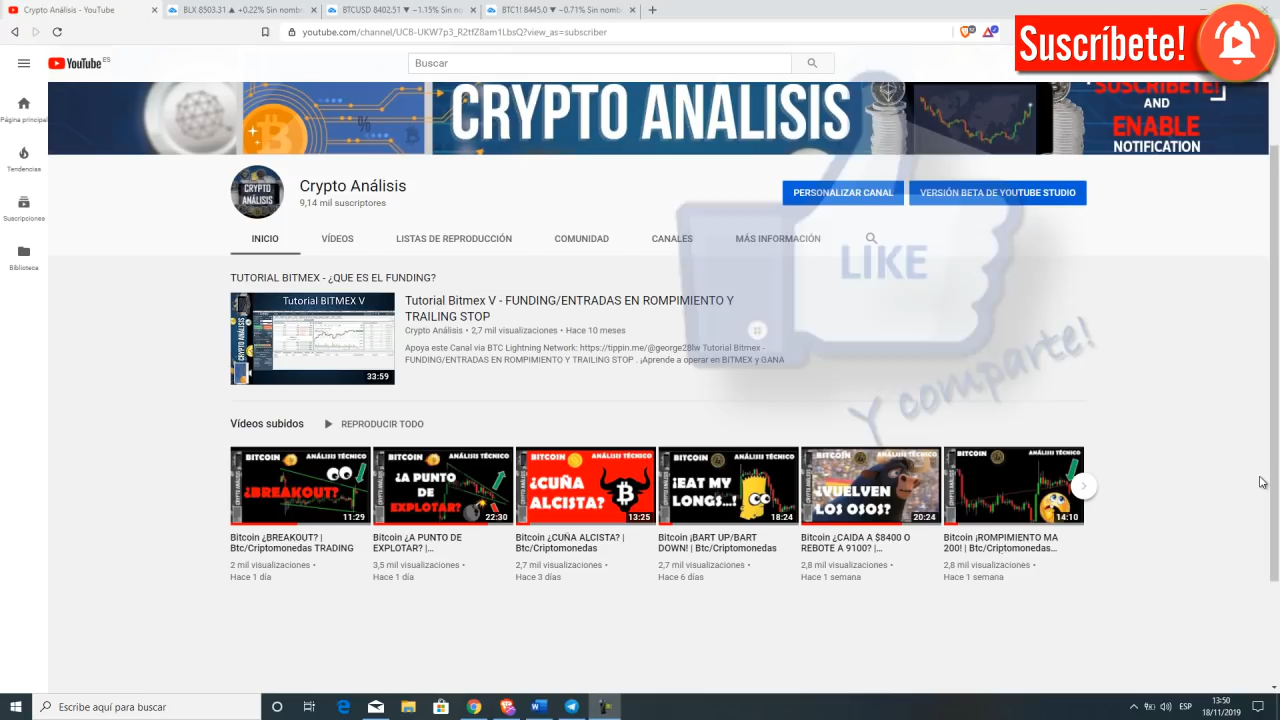 Crypto Análisis - YouTube
BLX 8503.31 ▲ +0.22% Sin nomb
BTCUSD 8402.51 ▼ −1.15% Sin no
BTC1! 8445.0 ▼ −0.71% Sin nomb
youtube.com/channel/UC8-UKW7p3_R2tfZ8am1LbsQ?view_as=subscriber
Suscríbete!
YouTube ES
Buscar
CRYPTO ANALISIS
SUSCRIBETE!
AND
ENABLE
NOTIFICATION
Página principal
Tendencias
Suscripciones
Biblioteca
CRYPTO
ANÁLISIS
Crypto Análisis
9,14 mil suscriptores
PERSONALIZAR CANAL
VERSIÓN BETA DE YOUTUBE STUDIO
INICIO
VÍDEOS
LISTAS DE REPRODUCCIÓN
COMUNIDAD
CANALES
MÁS INFORMACIÓN
LIKE
Y comparte!
TUTORIAL BITMEX - ¿QUE ES EL FUNDING?
Tutorial BITMEX V
33:59
Tutorial Bitmex V - FUNDING/ENTRADAS EN ROMPIMIENTO Y
TRAILING STOP
Crypto Análisis • 2,7 mil visualizaciones • Hace 10 meses
Apoya este Canal via BTC Lightning Network: https://tippin.me/@george28lw Tutorial Bitmex -
FUNDING/ENTRADAS EN ROMPIMIENTO Y TRAILING STOP . ¡Aprende a operar en BITMEX y GANA
Vídeos subidos
REPRODUCIR TODO
BITCOIN ANÁLISIS TÉCNICO
¿BREAKOUT?
11:29
Bitcoin ¿BREAKOUT? |
Btc/Criptomonedas TRADING
2 mil visualizaciones •
Hace 1 día
BITCOIN ANÁLISIS TÉCNICO
¿A PUNTO
DE
EXPLOTAR?
22:30
Bitcoin ¿A PUNTO DE
EXPLOTAR? |...
3,5 mil visualizaciones •
Hace 1 día
BITCOIN ANÁLISIS TÉCNICO
¿CUÑA
ALCISTA?
13:25
Bitcoin ¿CUÑA ALCISTA? |
Btc/Criptomonedas
2,7 mil visualizaciones •
Hace 3 días
BITCOIN ANÁLISIS TÉCNICO
¡EAT MY
LONGS..!
18:24
Bitcoin ¡BART UP/BART
DOWN! | Btc/Criptomonedas
2,7 mil visualizaciones •
Hace 6 días
BITCOIN ANÁLISIS TÉCNICO
¿VUELVEN
LOS OSOS?
20:24
Bitcoin ¿CAIDA A $8400 O
REBOTE A 9100? |...
2,8 mil visualizaciones •
Hace 1 semana
BITCOIN ANÁLISIS TÉCNICO
14:10
Bitcoin ¡ROMPIMIENTO MA
200! | Btc/Criptomonedas...
2,8 mil visualizaciones •
Hace 1 semana
Escribe aquí para buscar
ESP
13:50
18/11/2019